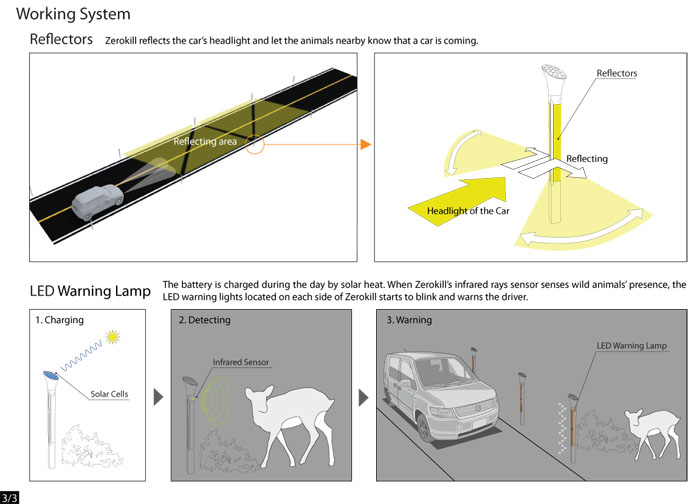 Working System
Reflectors Zerokill reflects the car's headlight and let the animals nearby know that a car is coming.
Reflecting area
Reflectors
Reflecting
Headlight of the Car
LED Warning Lamp
The battery is charged during the day by solar heat. When Zerokill's infrared rays sensor senses wild animals' presence, the
LED warning lights located on each side of Zerokill starts to blink and warns the driver.
1. Charging
Solar Cells
2. Detecting
Infrared Sensor
3. Warning
LED Warning Lamp
3/3